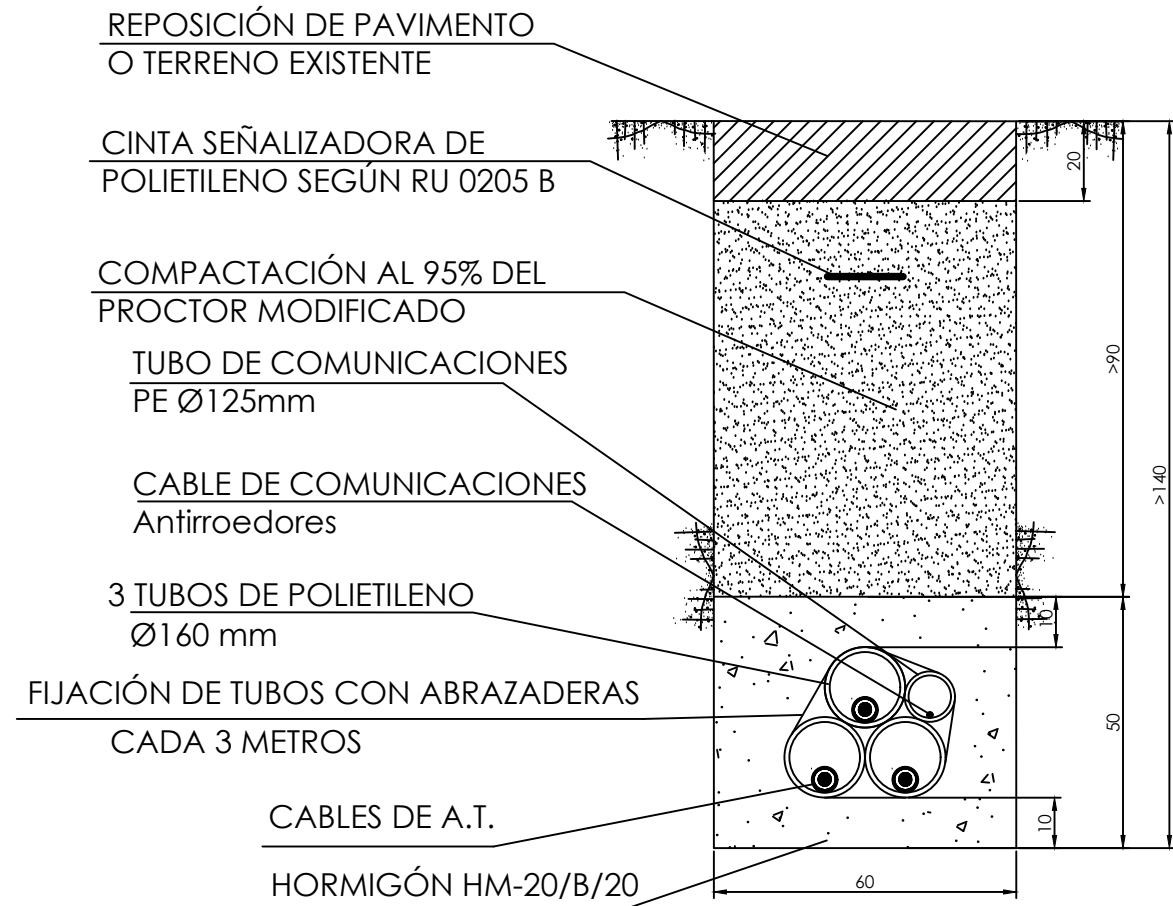 REPOSICIÓN DE PAVIMENTO
O TERRENO EXISTENTE
CINTA SEÑALIZADORA DE
POLIETILENO SEGÚN RU 0205 B
COMPACTACIÓN AL 95% DEL
PROCTOR MODIFICADO
TUBO DE COMUNICACIONES
PE Ø125mm
CABLE DE COMUNICACIONES
Antirroedores
3 TUBOS DE POLIETILENO
Ø160 mm
FIJACIÓN DE TUBOS CON ABRAZADERAS
CADA 3 METROS
CABLES DE A.T.
HORMIGÓN HM-20/B/20
20
>90
>140
10
50
10
60